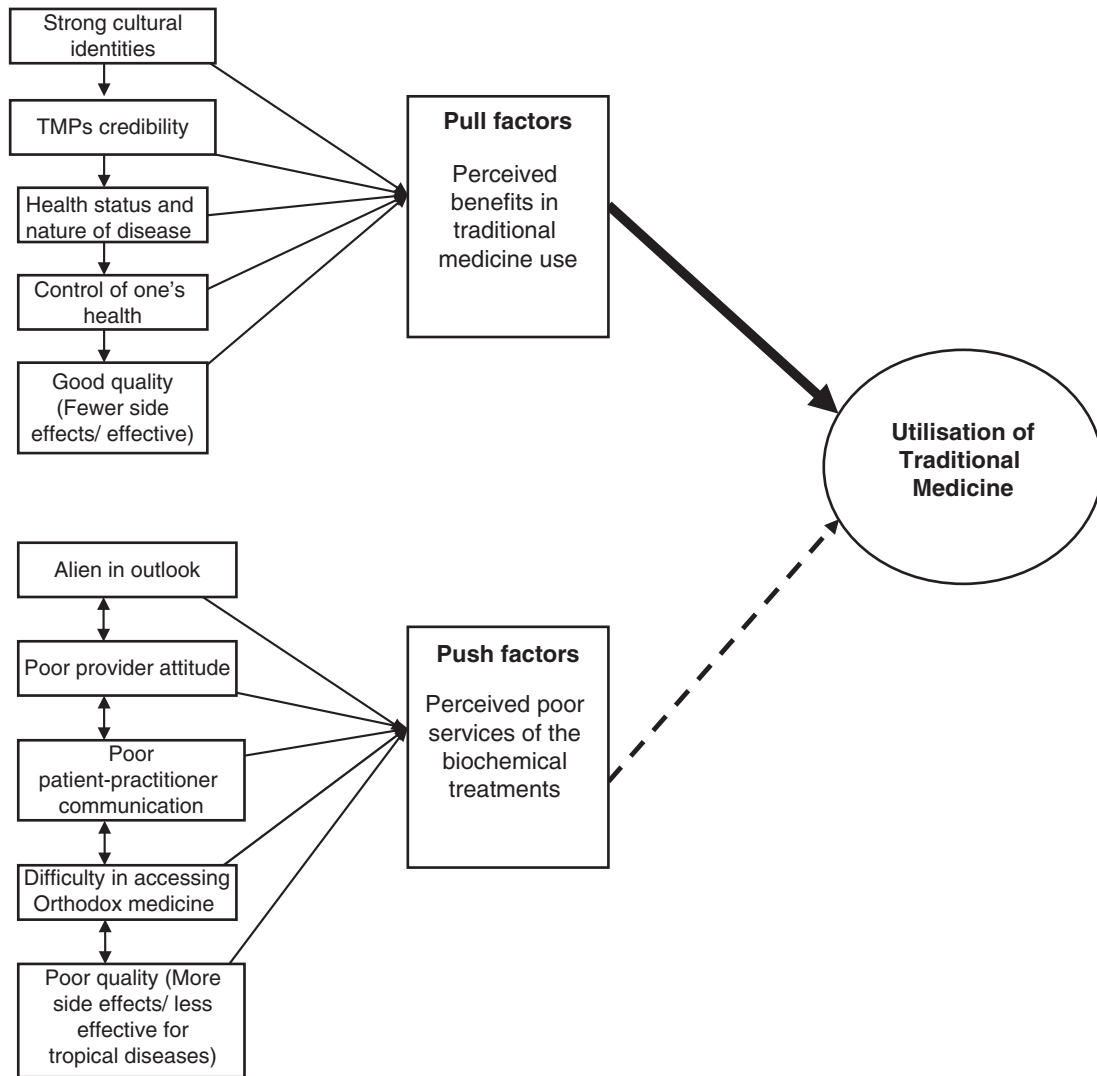 Strong cultural
identities
TMPs credibility
Health status and
nature of disease
Control of one's
health
Good quality
(Fewer side
effects/ effective)
Pull factors
Perceived
benefits in
traditional
medicine use
Utilisation of
Traditional
Medicine
Alien in outlook
Poor provider attitude
Poor
patient-practitioner
communication
Difficulty in accessing
Orthodox medicine
Poor quality (More
side effects/ less
effective for
tropical diseases)
Push factors
Perceived poor
services of the
biochemical
treatments